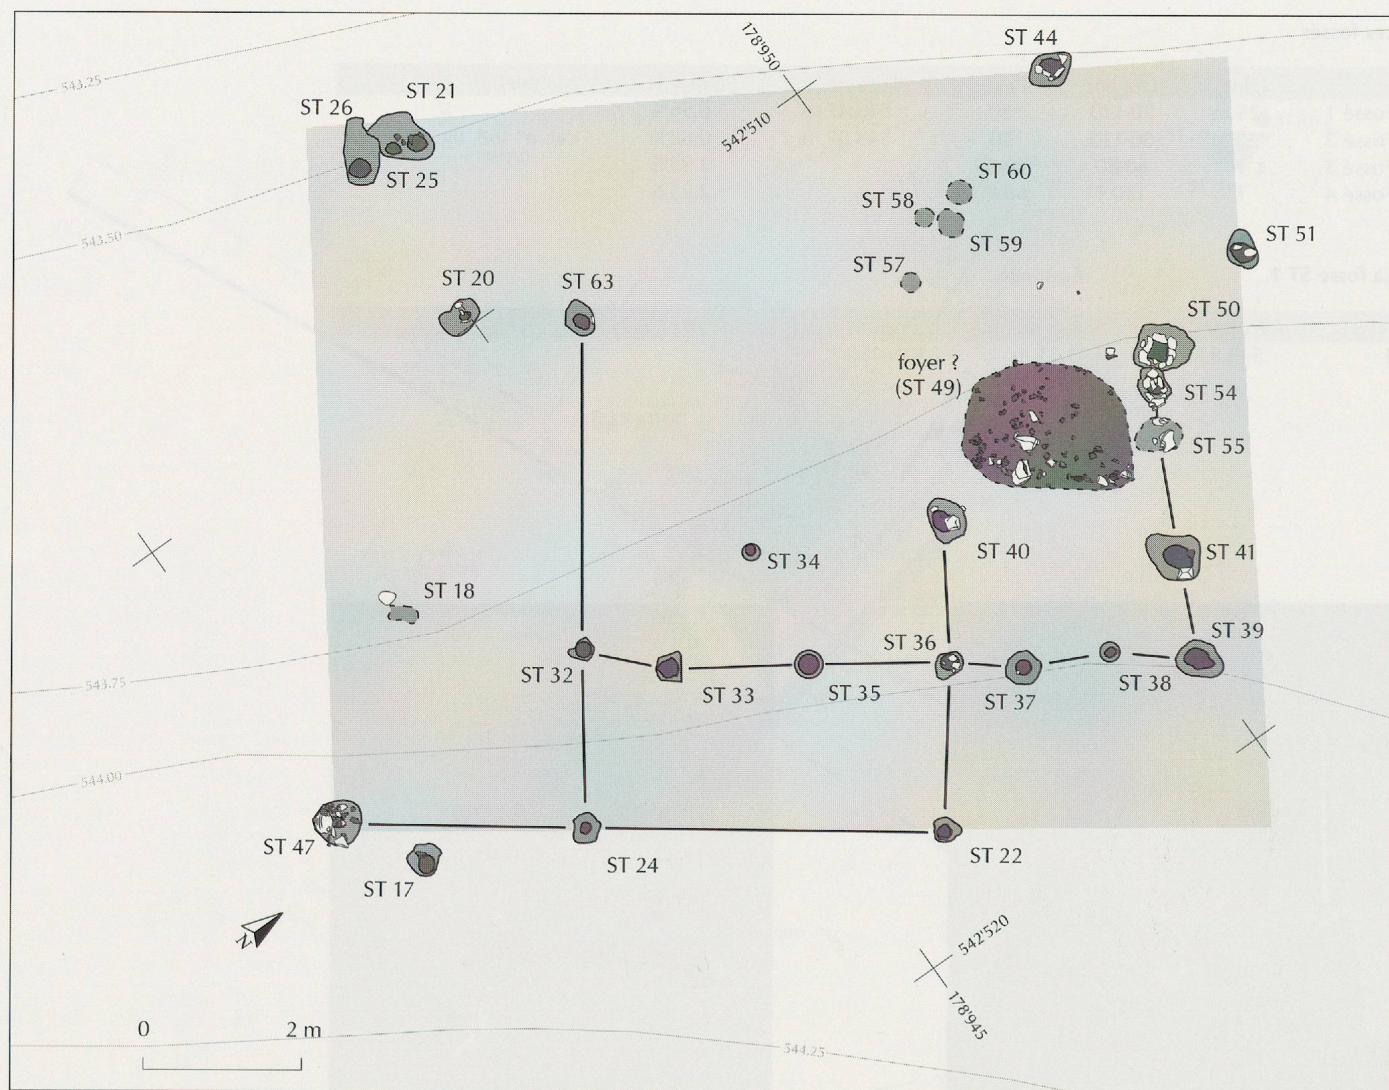 178'950
542'510
ST 44
543.25
ST 21
ST 26
ST 25
ST 60
ST 58
ST 59
ST 51
543.50
ST 57
ST 20
ST 63
ST 50
foyer ?
(ST 49)
ST 54
ST 55
ST 40
ST 41
ST 34
ST 18
ST 36
ST 39
ST 32
ST 33
ST 35
ST 37
ST 38
543.75
544.00
ST 47
ST 24
ST 22
ST 17
N
542'520
178'945
0 2 m
544.25